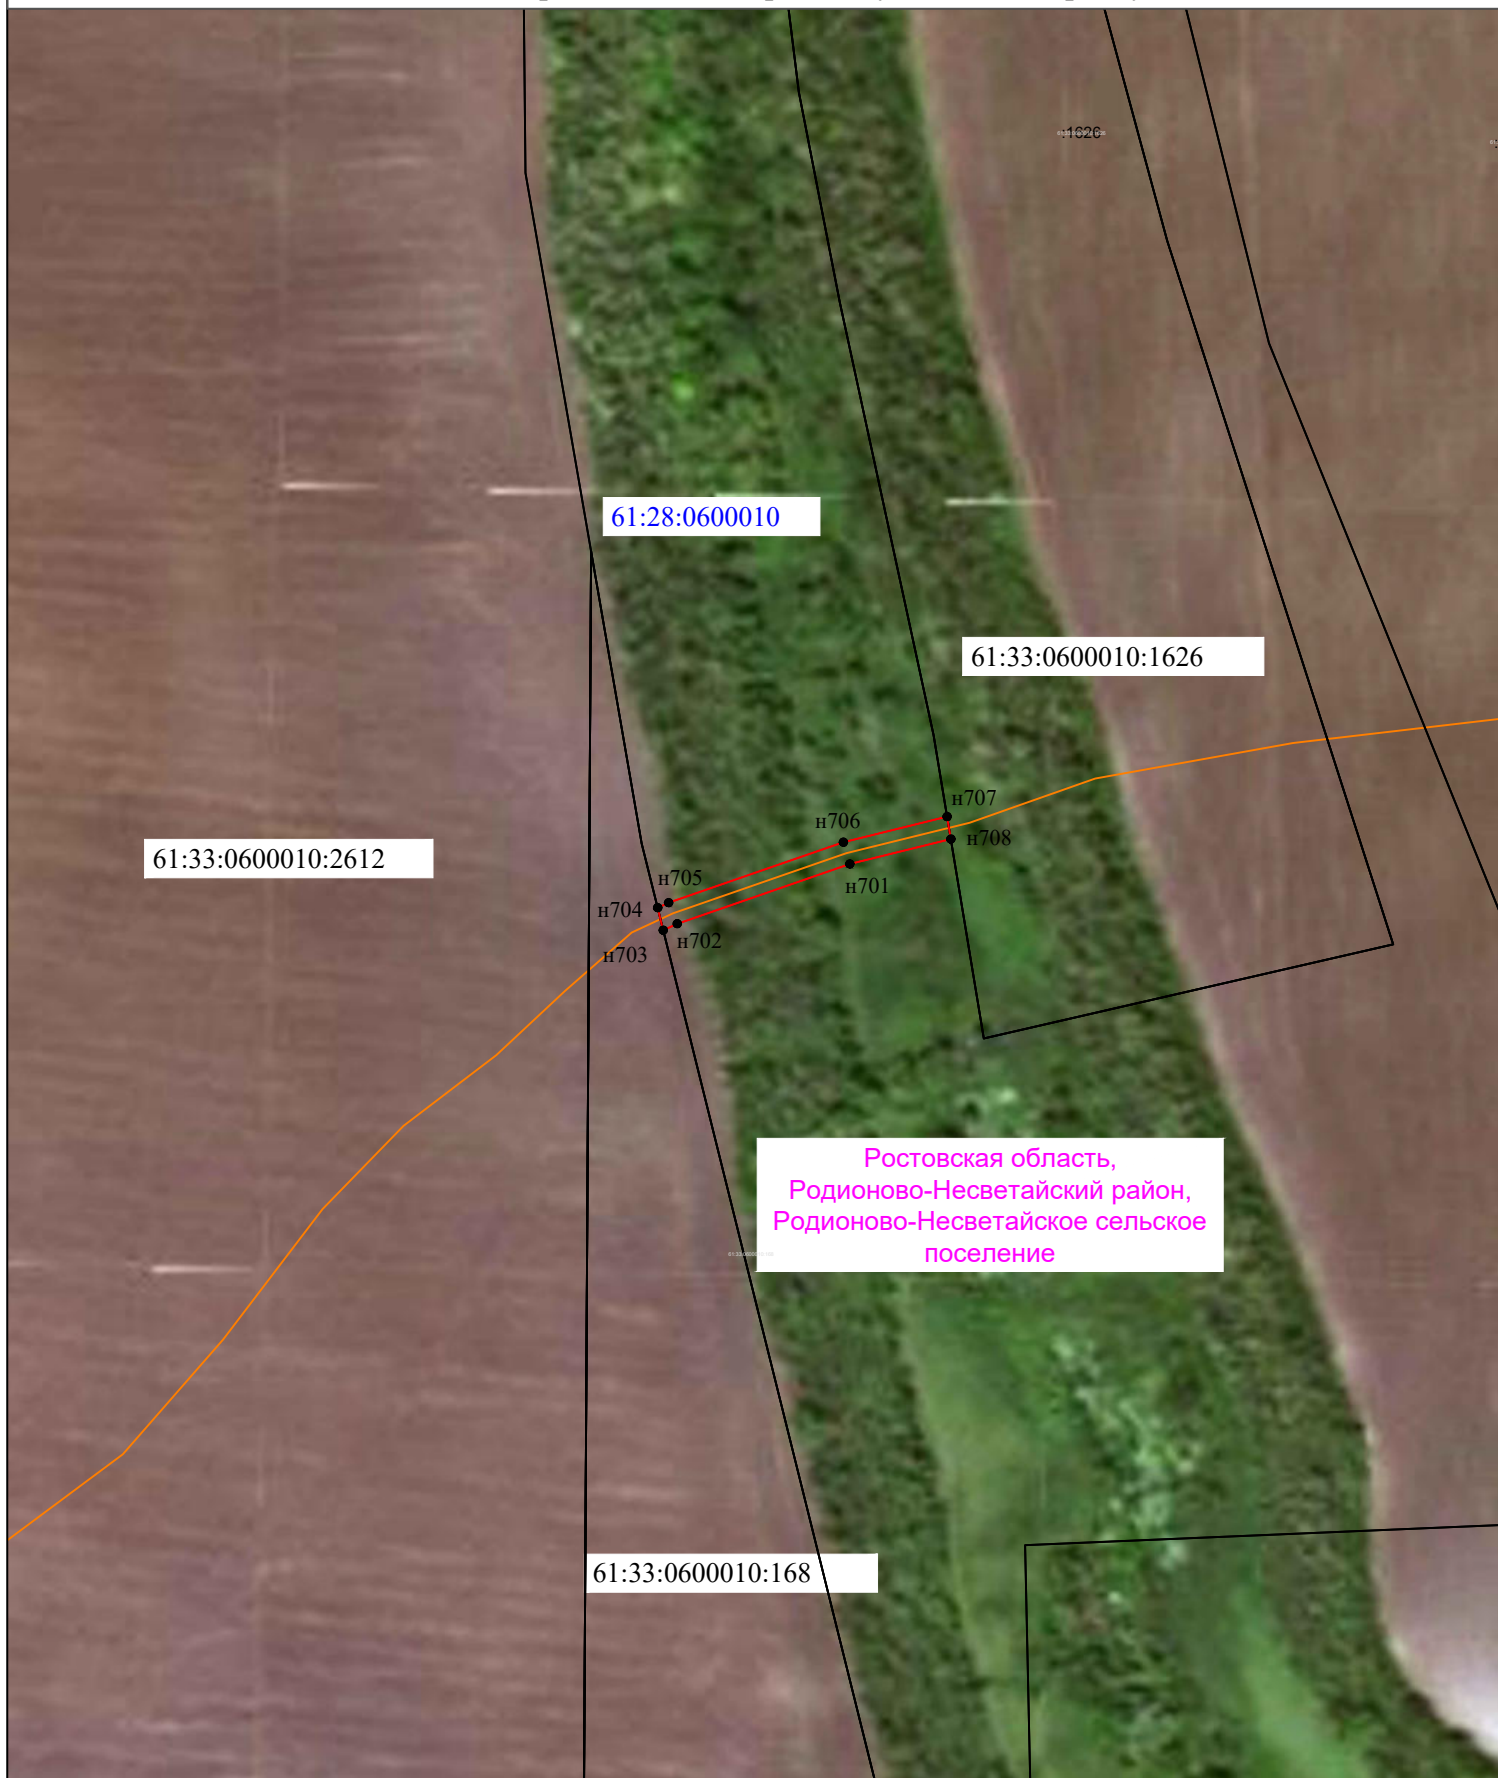 :1626
61:28:0600010
61:33:0600010:1626
н707
н706
н708
61:33:0600010:2612
н705
н701
н704
н702
н703
Ростовская область,
Родионово-Несветайский район,
Родионово-Несветайское сельское
поселение
61:33:0600010:168